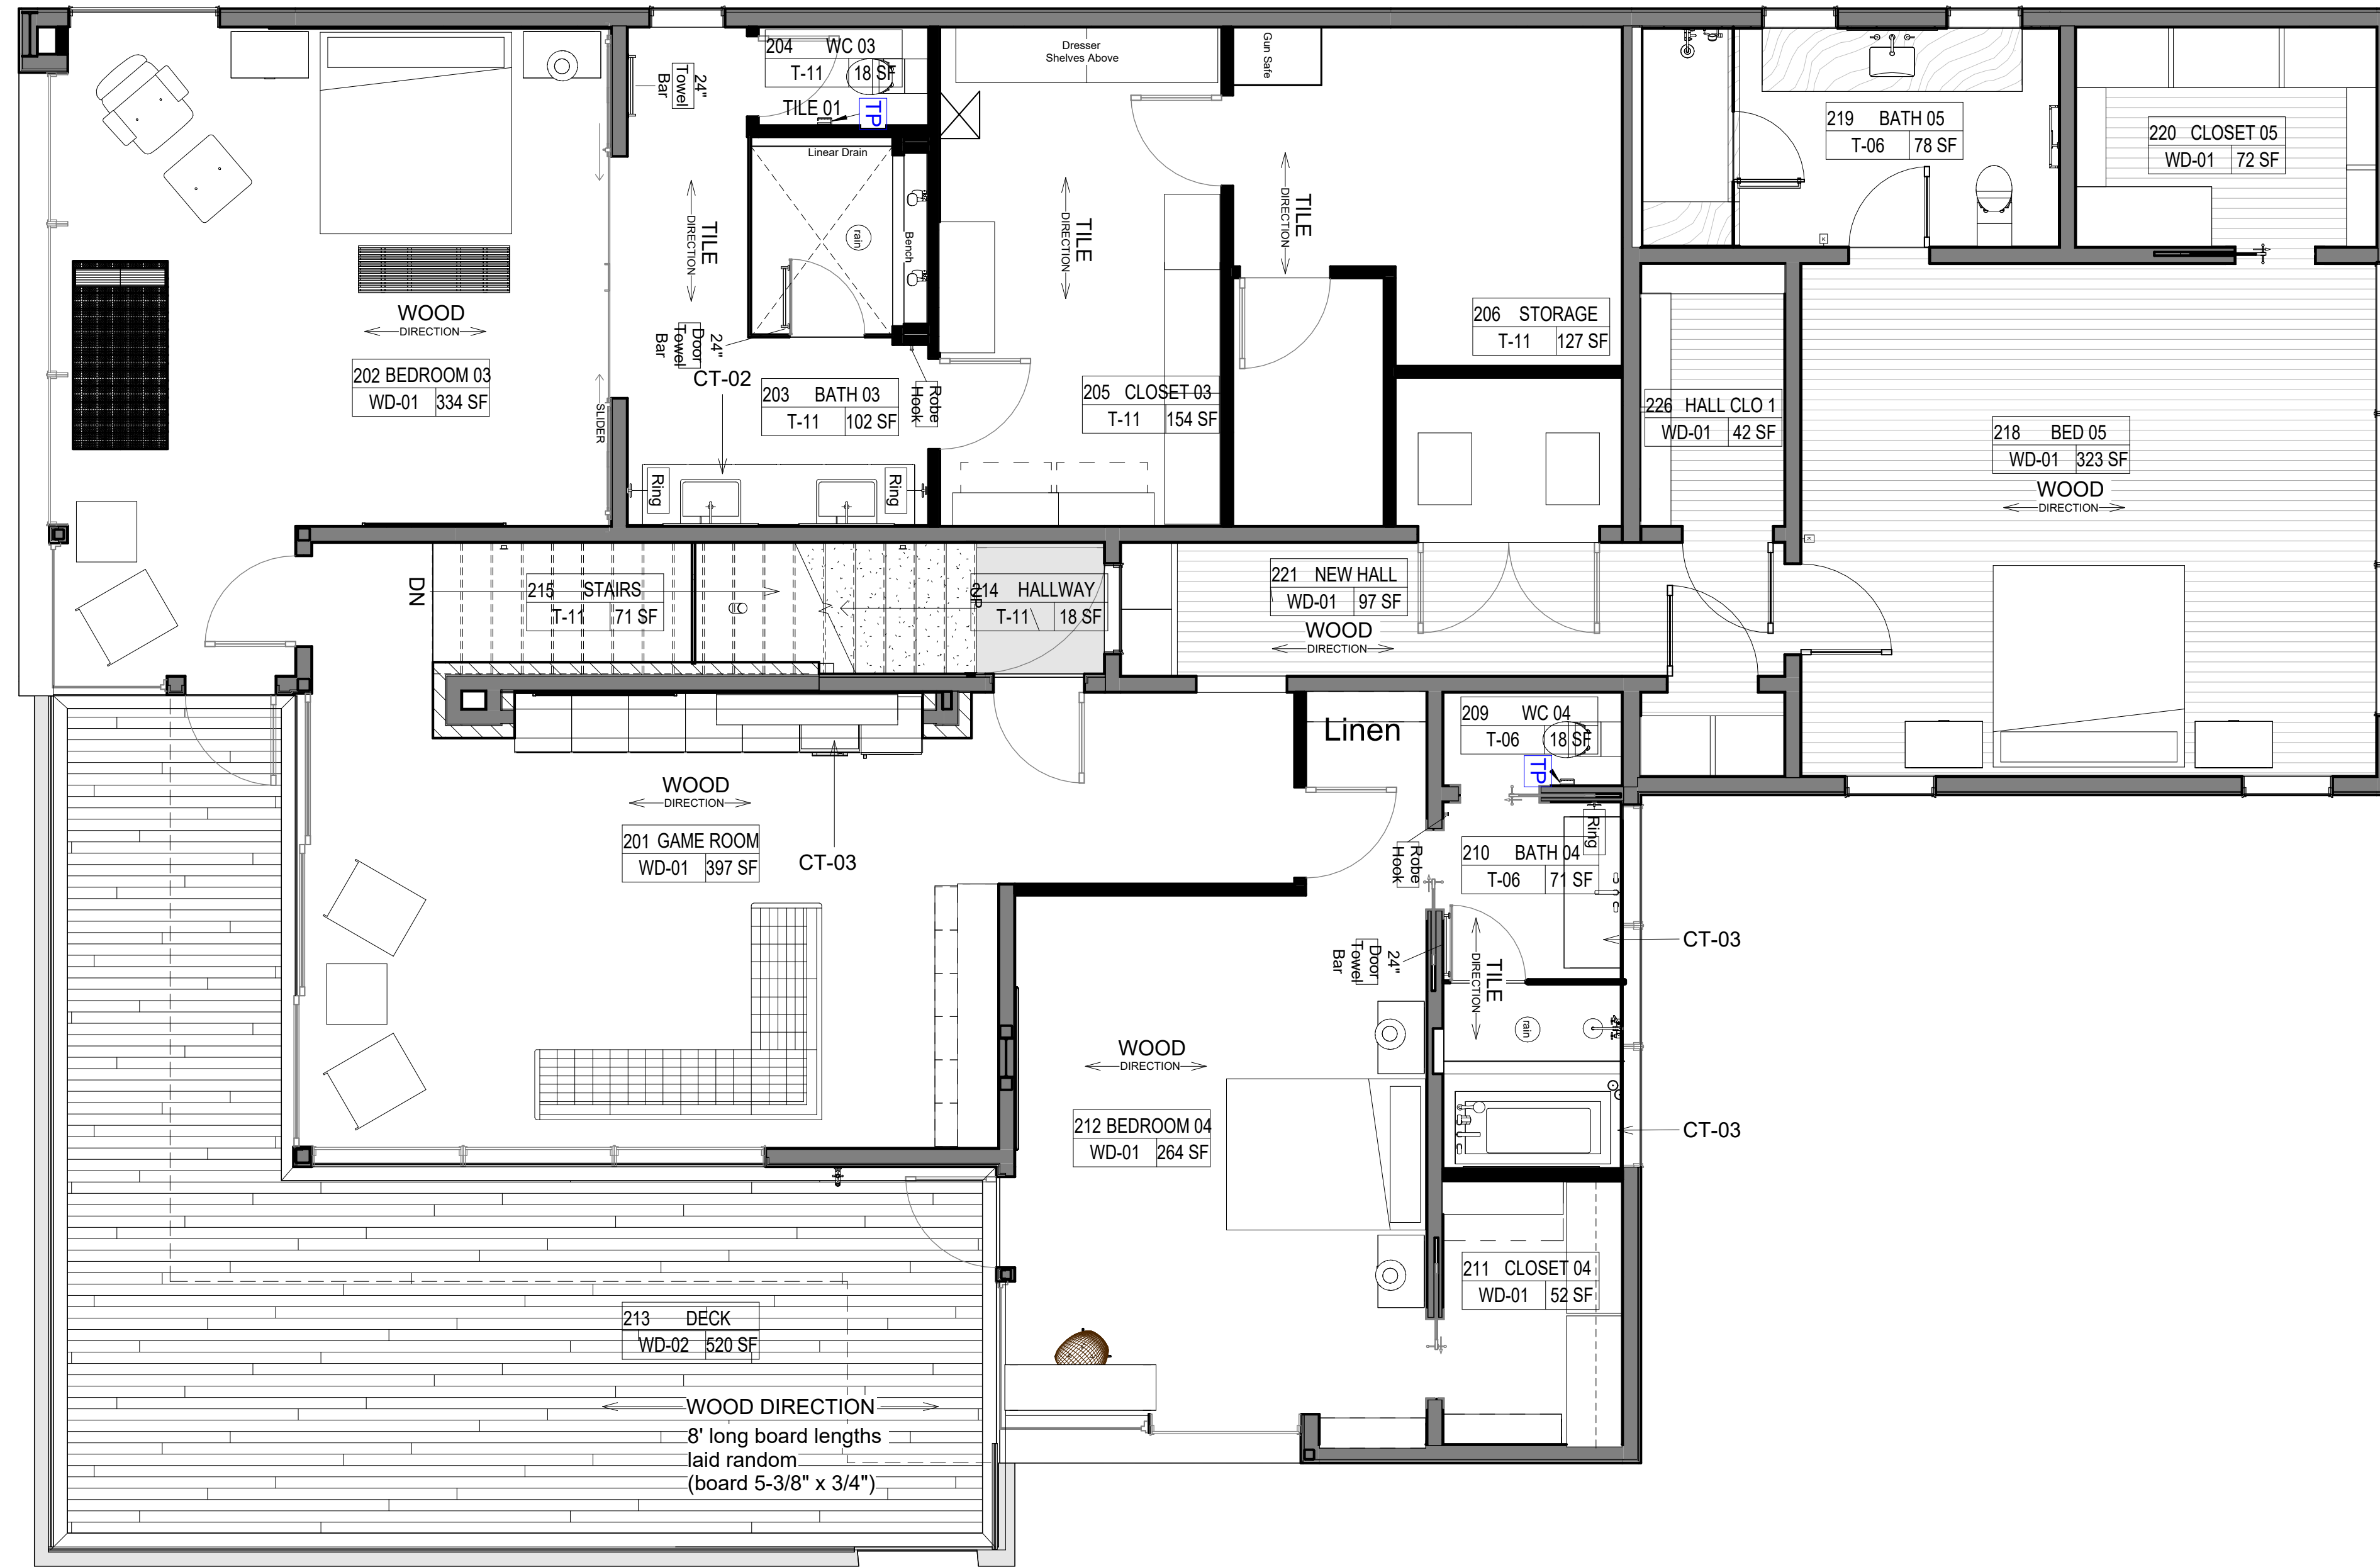 204 WC 03
T-11 18 SF
TILE 01
TP
24"
Towel
Bar
Linear Drain
rain
Bench
TILE
DIRECTION
Dresser
Shelves Above
Gun Safe
TILE
DIRECTION
TILE
DIRECTION
219 BATH 05
T-06 78 SF
220 CLOSET 05
WD-01 72 SF
WOOD
DIRECTION
202 BEDROOM 03
WD-01 334 SF
SLIDER
24"
Door
Towel
Bar
CT-02
203 BATH 03
T-11 102 SF
Robe
Hook
Ring
Ring
205 CLOSET 03
T-11 154 SF
206 STORAGE
T-11 127 SF
226 HALL CLO 1
WD-01 42 SF
218 BED 05
WD-01 323 SF
WOOD
DIRECTION
DN
215 STAIRS
T-11 71 SF
UP
214 HALLWAY
T-11 18 SF
221 NEW HALL
WD-01 97 SF
WOOD
DIRECTION
Linen
209 WC 04
T-06 18 SF
TP
WOOD
DIRECTION
201 GAME ROOM
WD-01 397 SF
CT-03
Robe
Hook
Ring
210 BATH 04
T-06 71 SF
24"
Door
Towel
Bar
TILE
DIRECTION
rain
CT-03
CT-03
WOOD
DIRECTION
212 BEDROOM 04
WD-01 264 SF
211 CLOSET 04
WD-01 52 SF
213 DECK
WD-02 520 SF
WOOD DIRECTION
8' long board lengths
laid random
(board 5-3/8" x 3/4")